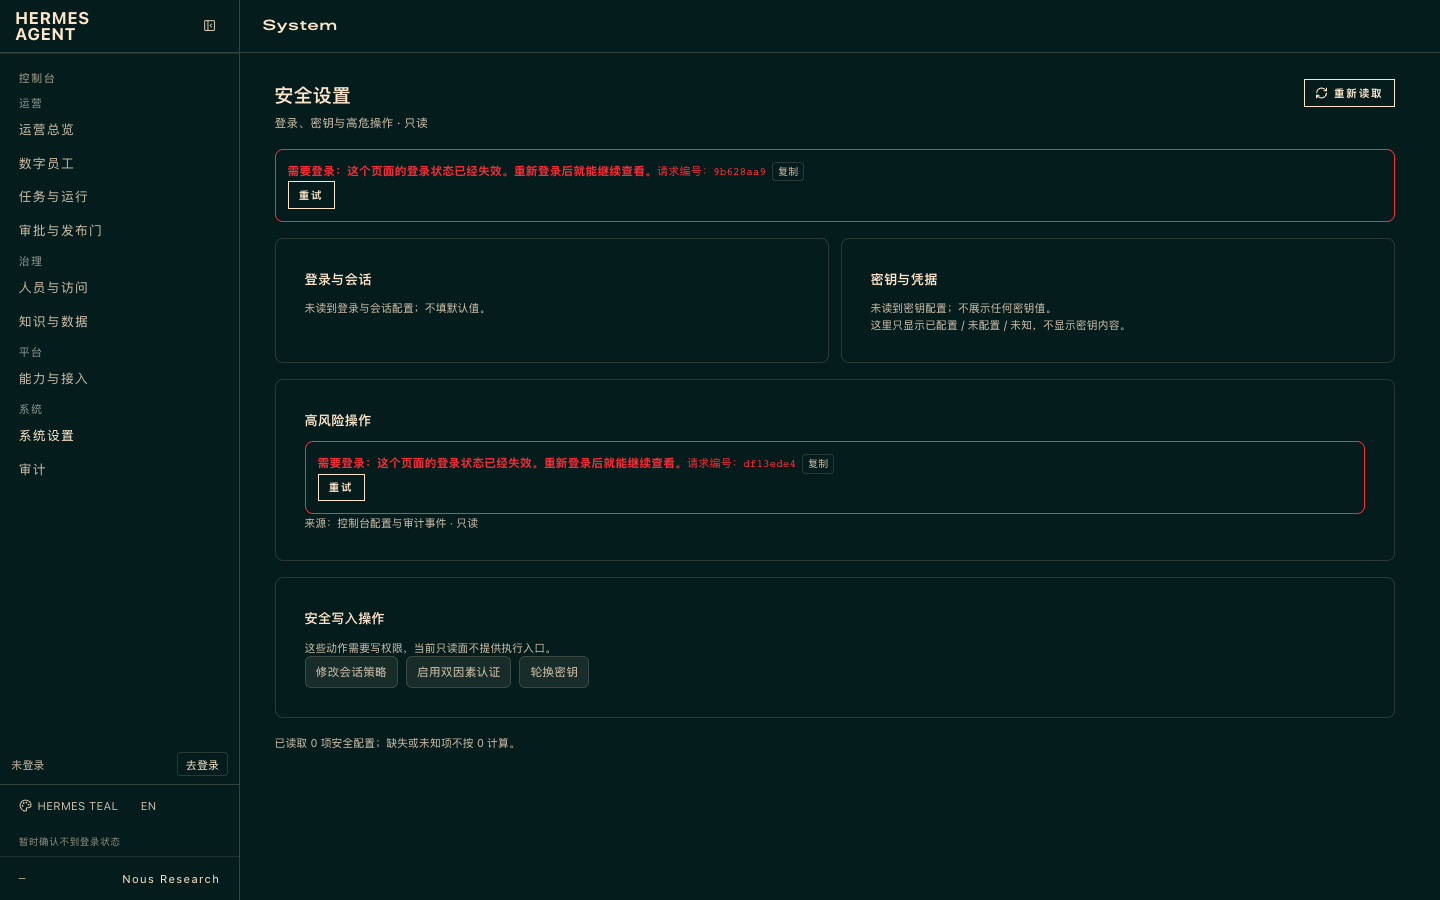 HERMES
AGENT
控制台
运营
运营总览
数字员工
任务与运行
审批与发布门
治理
人员与访问
知识与数据
平台
能力与接入
系统
系统设置
审计
未登录
去登录
HERMES TEAL
EN
暂时确认不到登录状态
—
Nous Research
System
安全设置
登录、密钥与高危操作 · 只读
重新读取
需要登录：这个页面的登录状态已经失效。重新登录后就能继续查看。请求编号：9b628aa9 复制
重试
登录与会话
未读到登录与会话配置；不填默认值。
密钥与凭据
未读到密钥配置；不展示任何密钥值。
这里只显示已配置 / 未配置 / 未知，不显示密钥内容。
高风险操作
需要登录：这个页面的登录状态已经失效。重新登录后就能继续查看。请求编号：df13ede4 复制
重试
来源：控制台配置与审计事件 · 只读
安全写入操作
这些动作需要写权限，当前只读面不提供执行入口。
修改会话策略
启用双因素认证
轮换密钥
已读取 0 项安全配置；缺失或未知项不按 0 计算。